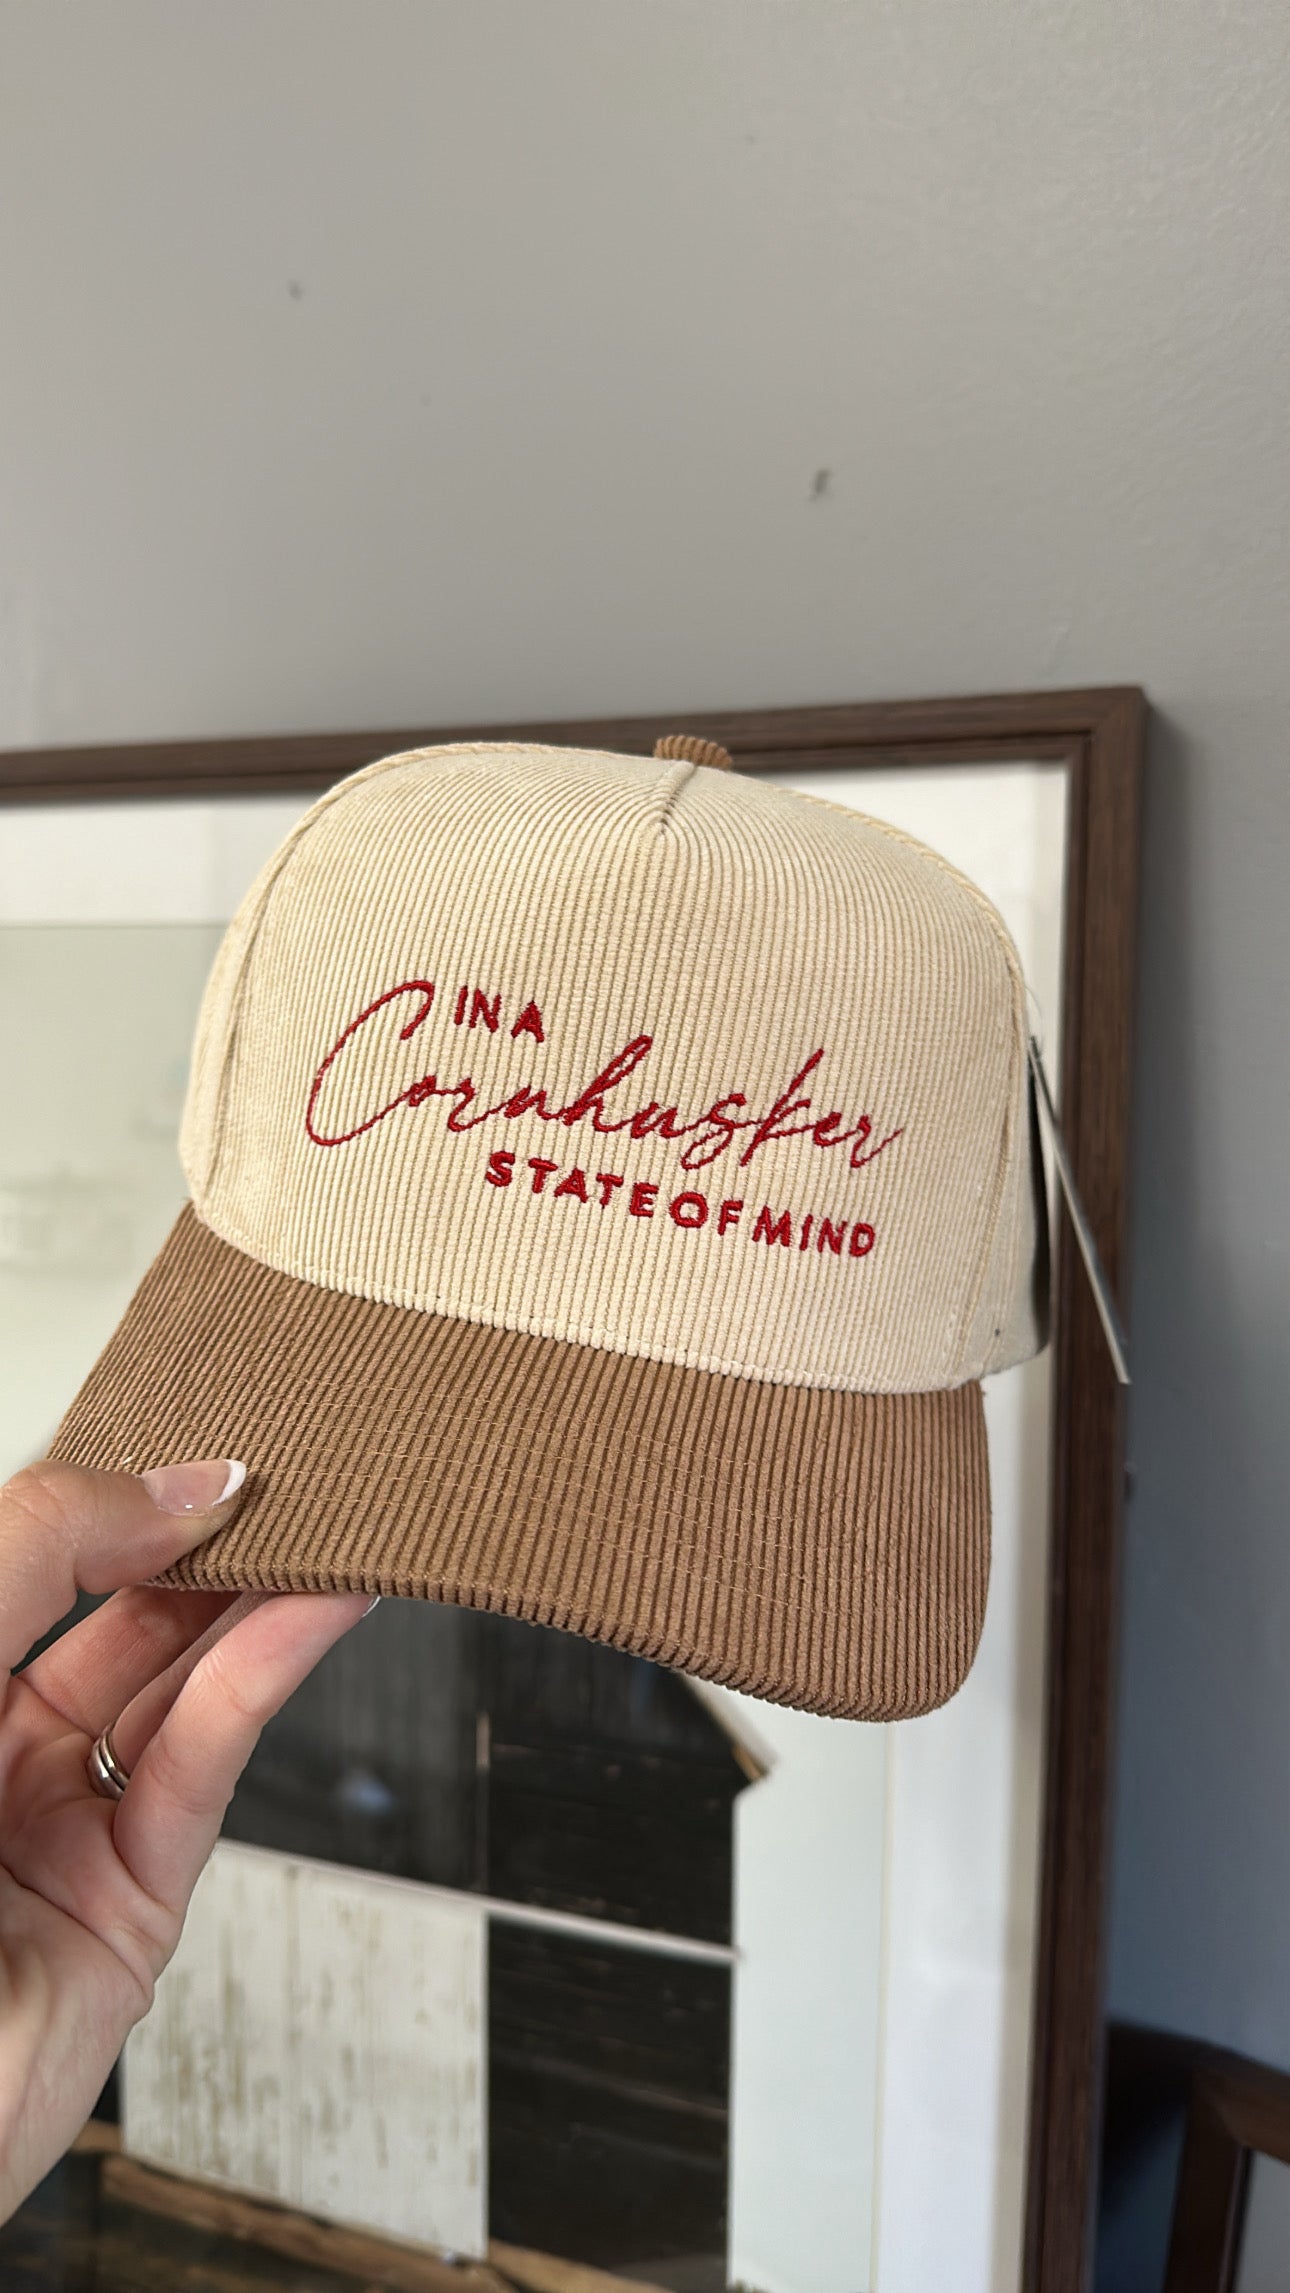 IN A
Cornhusker
STATE OF MIND